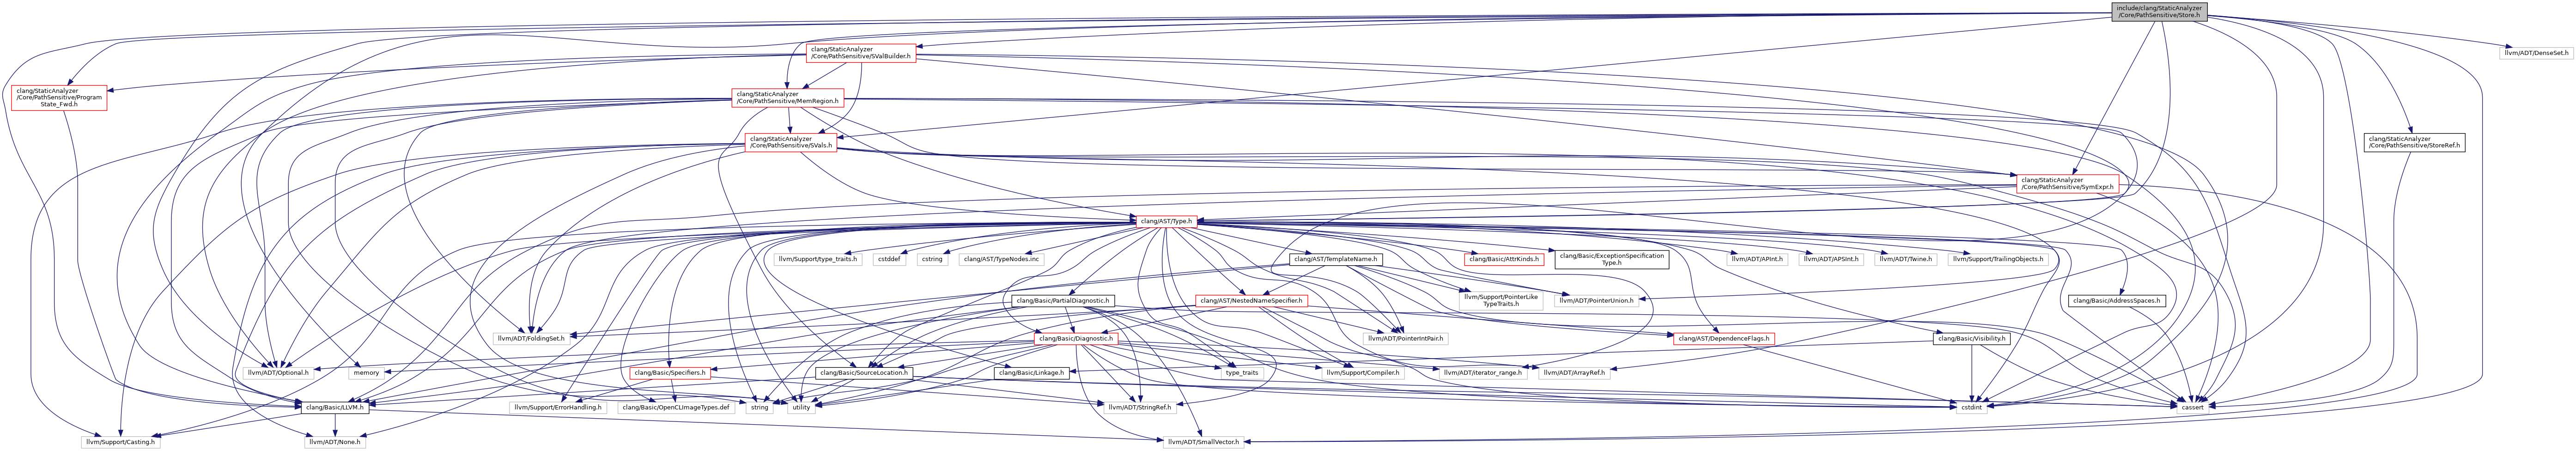 include/clang/StaticAnalyzer
/Core/PathSensitive/Store.h
clang/StaticAnalyzer
/Core/PathSensitive/SValBuilder.h
llvm/ADT/DenseSet.h
clang/StaticAnalyzer
/Core/PathSensitive/Program
State_Fwd.h
clang/StaticAnalyzer
/Core/PathSensitive/MemRegion.h
clang/StaticAnalyzer
/Core/PathSensitive/SVals.h
clang/StaticAnalyzer
/Core/PathSensitive/StoreRef.h
clang/StaticAnalyzer
/Core/PathSensitive/SymExpr.h
clang/AST/Type.h
llvm/Support/type_traits.h
cstddef
cstring
clang/AST/TypeNodes.inc
clang/AST/TemplateName.h
clang/Basic/AttrKinds.h
clang/Basic/ExceptionSpecification
Type.h
llvm/ADT/APInt.h
llvm/ADT/APSInt.h
llvm/ADT/Twine.h
llvm/Support/TrailingObjects.h
clang/Basic/PartialDiagnostic.h
clang/AST/NestedNameSpecifier.h
llvm/Support/PointerLike
TypeTraits.h
llvm/ADT/PointerUnion.h
clang/Basic/AddressSpaces.h
llvm/ADT/FoldingSet.h
clang/Basic/Diagnostic.h
llvm/ADT/PointerIntPair.h
clang/AST/DependenceFlags.h
clang/Basic/Visibility.h
llvm/ADT/Optional.h
memory
clang/Basic/Specifiers.h
clang/Basic/SourceLocation.h
clang/Basic/Linkage.h
type_traits
llvm/Support/Compiler.h
llvm/ADT/iterator_range.h
llvm/ADT/ArrayRef.h
clang/Basic/LLVM.h
llvm/Support/ErrorHandling.h
clang/Basic/OpenCLImageTypes.def
string
utility
llvm/ADT/StringRef.h
cstdint
cassert
llvm/Support/Casting.h
llvm/ADT/None.h
llvm/ADT/SmallVector.h